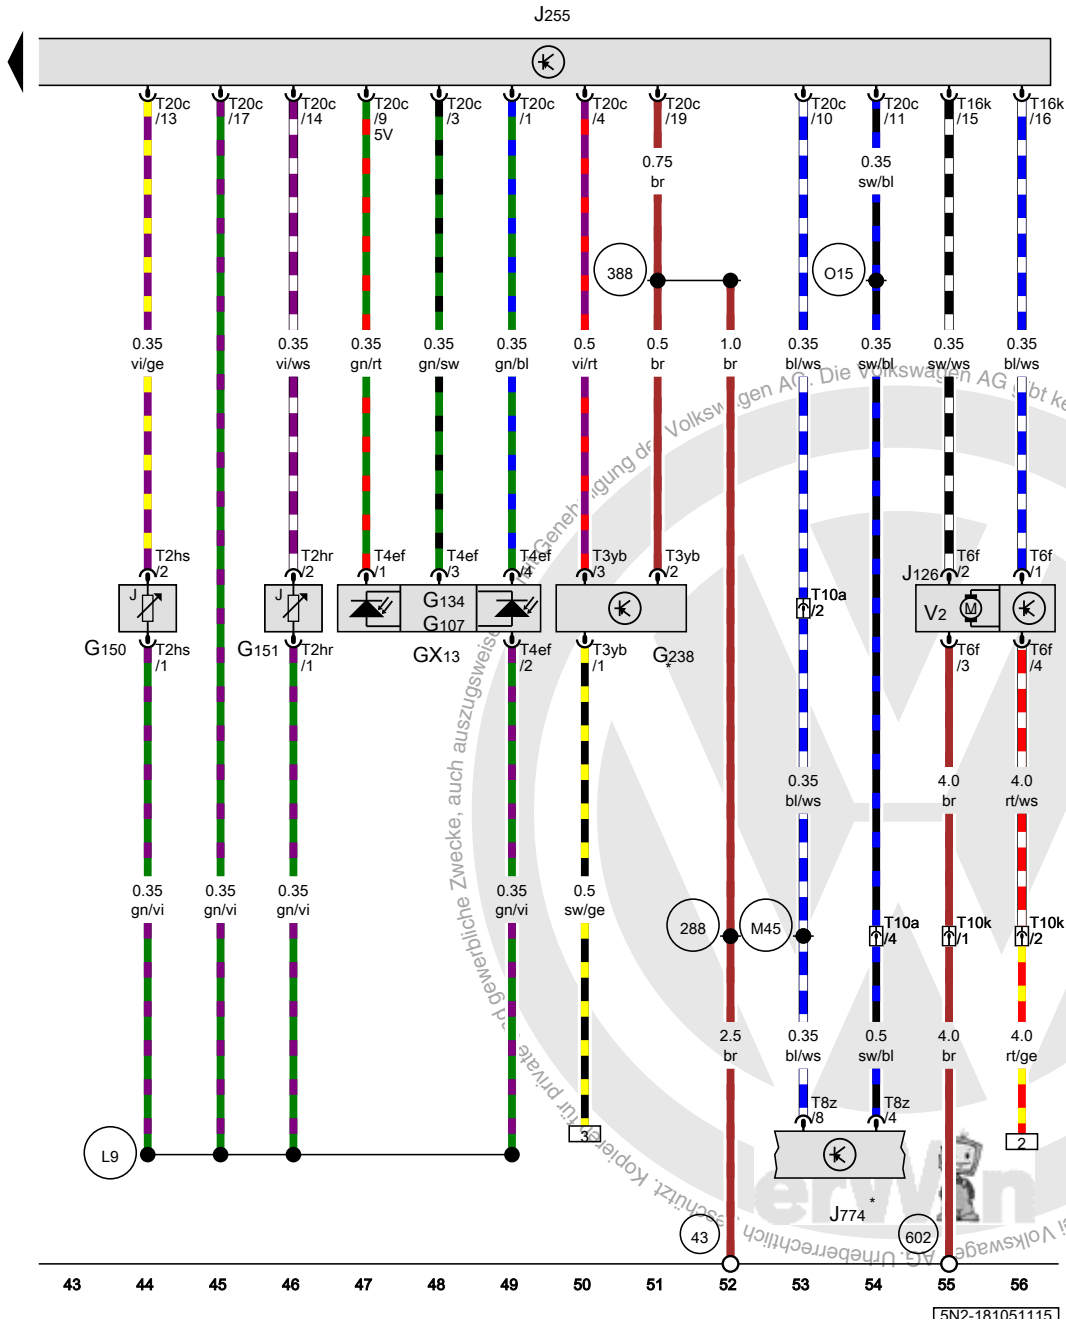 J255
T20c
/13
T20c
/17
T20c
/14
T20c
/9
5V
T20c
/3
T20c
/1
T20c
/4
T20c
/19
T20c
/10
T20c
/11
T16k
/15
T16k
/16
0.75
br
0.35
sw/bl
388
O15
0.35
vi/ge
0.35
vi/ws
0.35
gn/rt
0.35
gn/sw
0.35
gn/bl
0.5
vi/rt
0.5
br
1.0
br
0.35
bl/ws
0.35
sw/bl
0.35
sw/ws
0.35
bl/ws
T2hs
/2
T2hr
/2
T4ef
/1
T4ef
/3
T4ef
/4
T3yb
/3
T3yb
/2
T10a
/2
T6f
/2
T6f
/1
J126
J
J
G134
G107
V2
M
G150
T2hs
/1
G151
T2hr
/1
GX13
T4ef
/2
T3yb
/1
G238
*
T6f
/3
T6f
/4
0.35
bl/ws
4.0
br
4.0
rt/ws
0.35
gn/vi
0.35
gn/vi
0.35
gn/vi
0.35
gn/vi
0.5
sw/ge
288
M45
T10a
/4
T10k
/1
T10k
/2
2.5
br
0.35
bl/ws
0.5
sw/bl
4.0
br
4.0
rt/ge
T8z
/8
T8z
/4
3
2
L9
J774 *
43
602
43 44 45 46 47 48 49 50 51 52 53 54 55 56
5N2-181051115
erWin